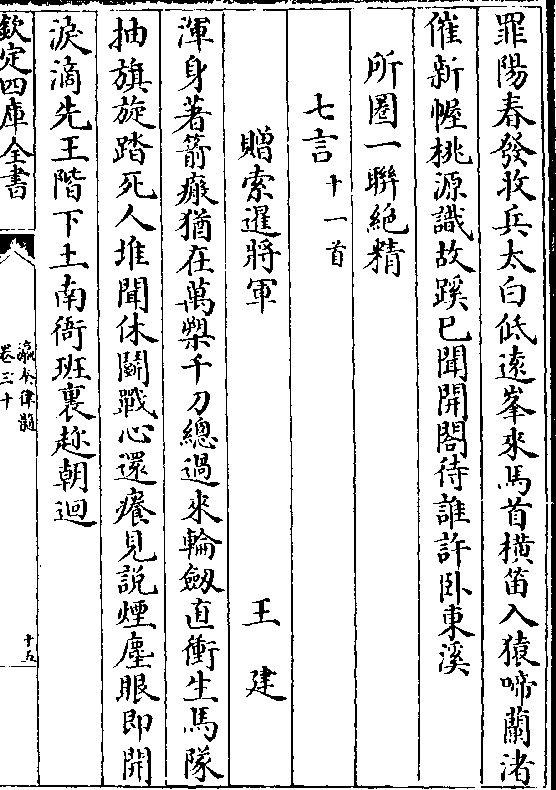 罪陽春發收兵太白低遠峯來馬首横笛入猿啼蘭渚
催新幄桃源識故蹊已聞開閤待誰許卧東溪
所圏一聯絶精
七言十一首
贈索暹將軍　王建
渾身著箭瘢猶在萬槊千刀總過來輪劔直衝生馬隊
抽旗旋踏死人堆聞休鬭戰心還癢見說煙塵眼即開
淚滴先王階下土南衙班裏趂朝迴
欽定四庫全書
瀛奎律髓
卷三十
十五